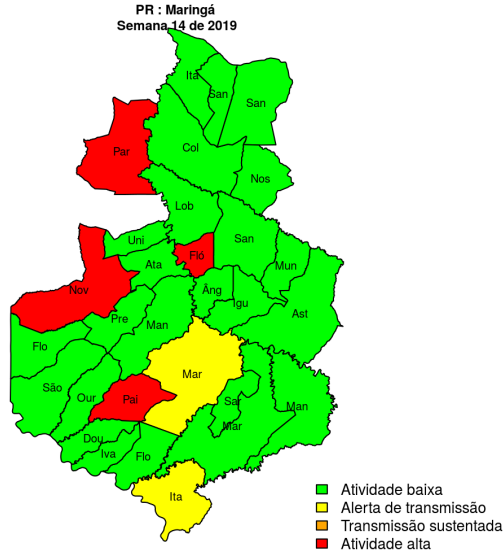 PR : Maringá
Semana 14 de 2019
Ita
San
San
Par
Col
Nos
Lob
Uni
San
Fló
Ata
Mun
Nov
Âng
Igu
Ast
Pre
Man
Flo
Mar
São
Our
Pai
Sar
Man
Mar
Dou
Iva
Flo
Ita
Atividade baixa
Alerta de transmissão
Transmissão sustentada
Atividade alta